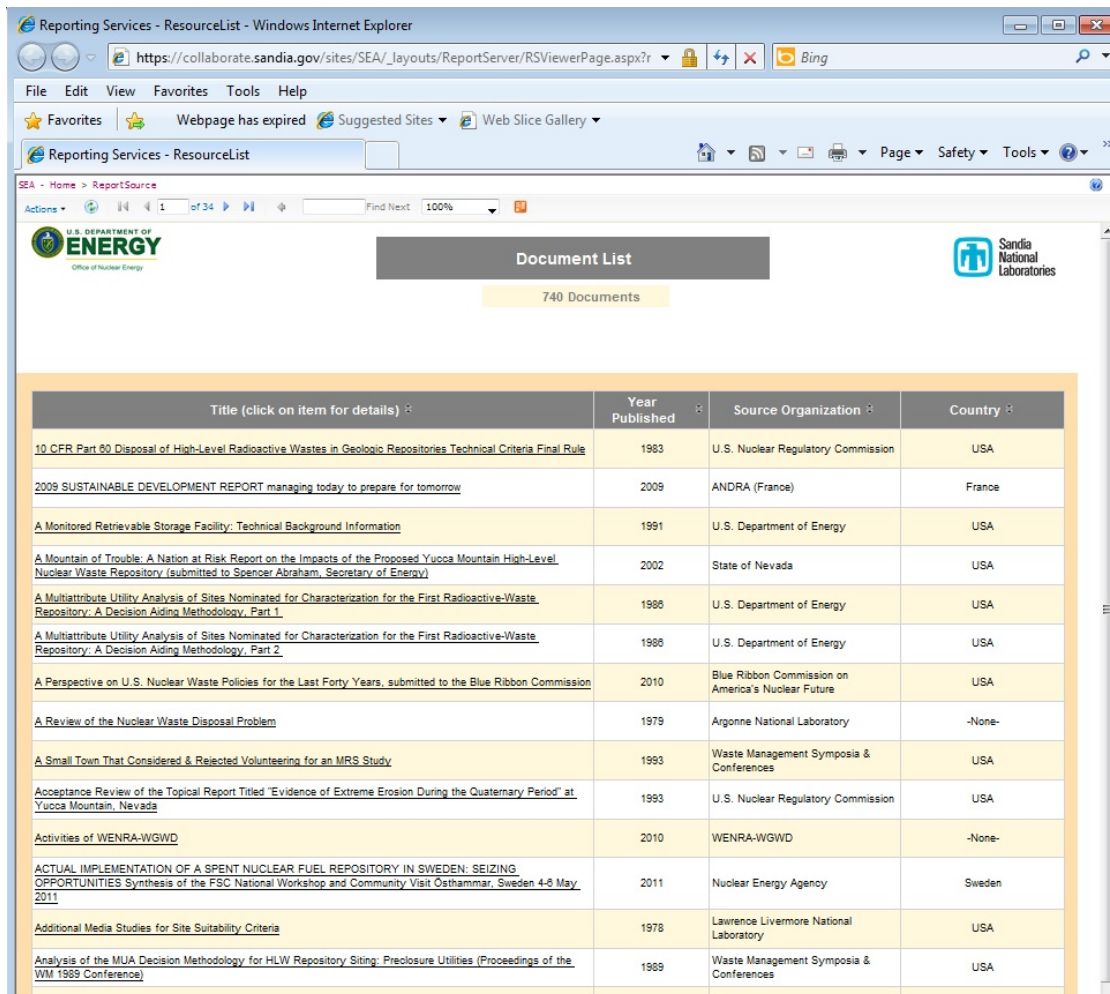 Reporting Services - ResourceList - Windows Internet Explorer
https://collaborate.sandia.gov/sites/SEA/_layouts/ReportServer/RSViewerPage.aspx?r
Bing
File Edit View Favorites Tools Help
Favorites Webpage has expired Suggested Sites Web Slice Gallery
Reporting Services - ResourceList
Page Safety Tools
SEA - Home > ReportSource
Actions 1 of 34 Find Next 100%
U.S. DEPARTMENT OF
ENERGY
Office of Nuclear Energy
Document List
740 Documents
Sandia
National
Laboratories
Title (click on item for details) Year Published Source Organization Country
10 CFR Part 60 Disposal of High-Level Radioactive Wastes in Geologic Repositories Technical Criteria Final Rule 1983 U.S. Nuclear Regulatory Commission USA
2009 SUSTAINABLE DEVELOPMENT REPORT managing today to prepare for tomorrow 2009 ANDRA (France) France
A Monitored Retrievable Storage Facility: Technical Background Information 1991 U.S. Department of Energy USA
A Mountain of Trouble: A Nation at Risk Report on the Impacts of the Proposed Yucca Mountain High-Level
Nuclear Waste Repository (submitted to Spencer Abraham, Secretary of Energy) 2002 State of Nevada USA
A Multiattribute Utility Analysis of Sites Nominated for Characterization for the First Radioactive-Waste
Repository: A Decision Aiding Methodology, Part 1 1986 U.S. Department of Energy USA
A Multiattribute Utility Analysis of Sites Nominated for Characterization for the First Radioactive-Waste
Repository: A Decision Aiding Methodology, Part 2 1986 U.S. Department of Energy USA
A Perspective on U.S. Nuclear Waste Policies for the Last Forty Years, submitted to the Blue Ribbon Commission 2010 Blue Ribbon Commission on
America's Nuclear Future USA
A Review of the Nuclear Waste Disposal Problem 1979 Argonne National Laboratory -None-
A Small Town That Considered & Rejected Volunteering for an MRS Study 1993 Waste Management Symposia &
Conferences USA
Acceptance Review of the Topical Report Titled "Evidence of Extreme Erosion During the Quaternary Period" at
Yucca Mountain, Nevada 1993 U.S. Nuclear Regulatory Commission USA
Activities of WENRA-WGWD 2010 WENRA-WGWD -None-
ACTUAL IMPLEMENTATION OF A SPENT NUCLEAR FUEL REPOSITORY IN SWEDEN: SEIZING
OPPORTUNITIES Synthesis of the FSC National Workshop and Community Visit Östhammar, Sweden 4-6 May
2011 2011 Nuclear Energy Agency Sweden
Additional Media Studies for Site Suitability Criteria 1978 Lawrence Livermore National
Laboratory USA
Analysis of the MUA Decision Methodology for HLW Repository Siting: Preclosure Utilities (Proceedings of the
WM 1989 Conference) 1989 Waste Management Symposia &
Conferences USA